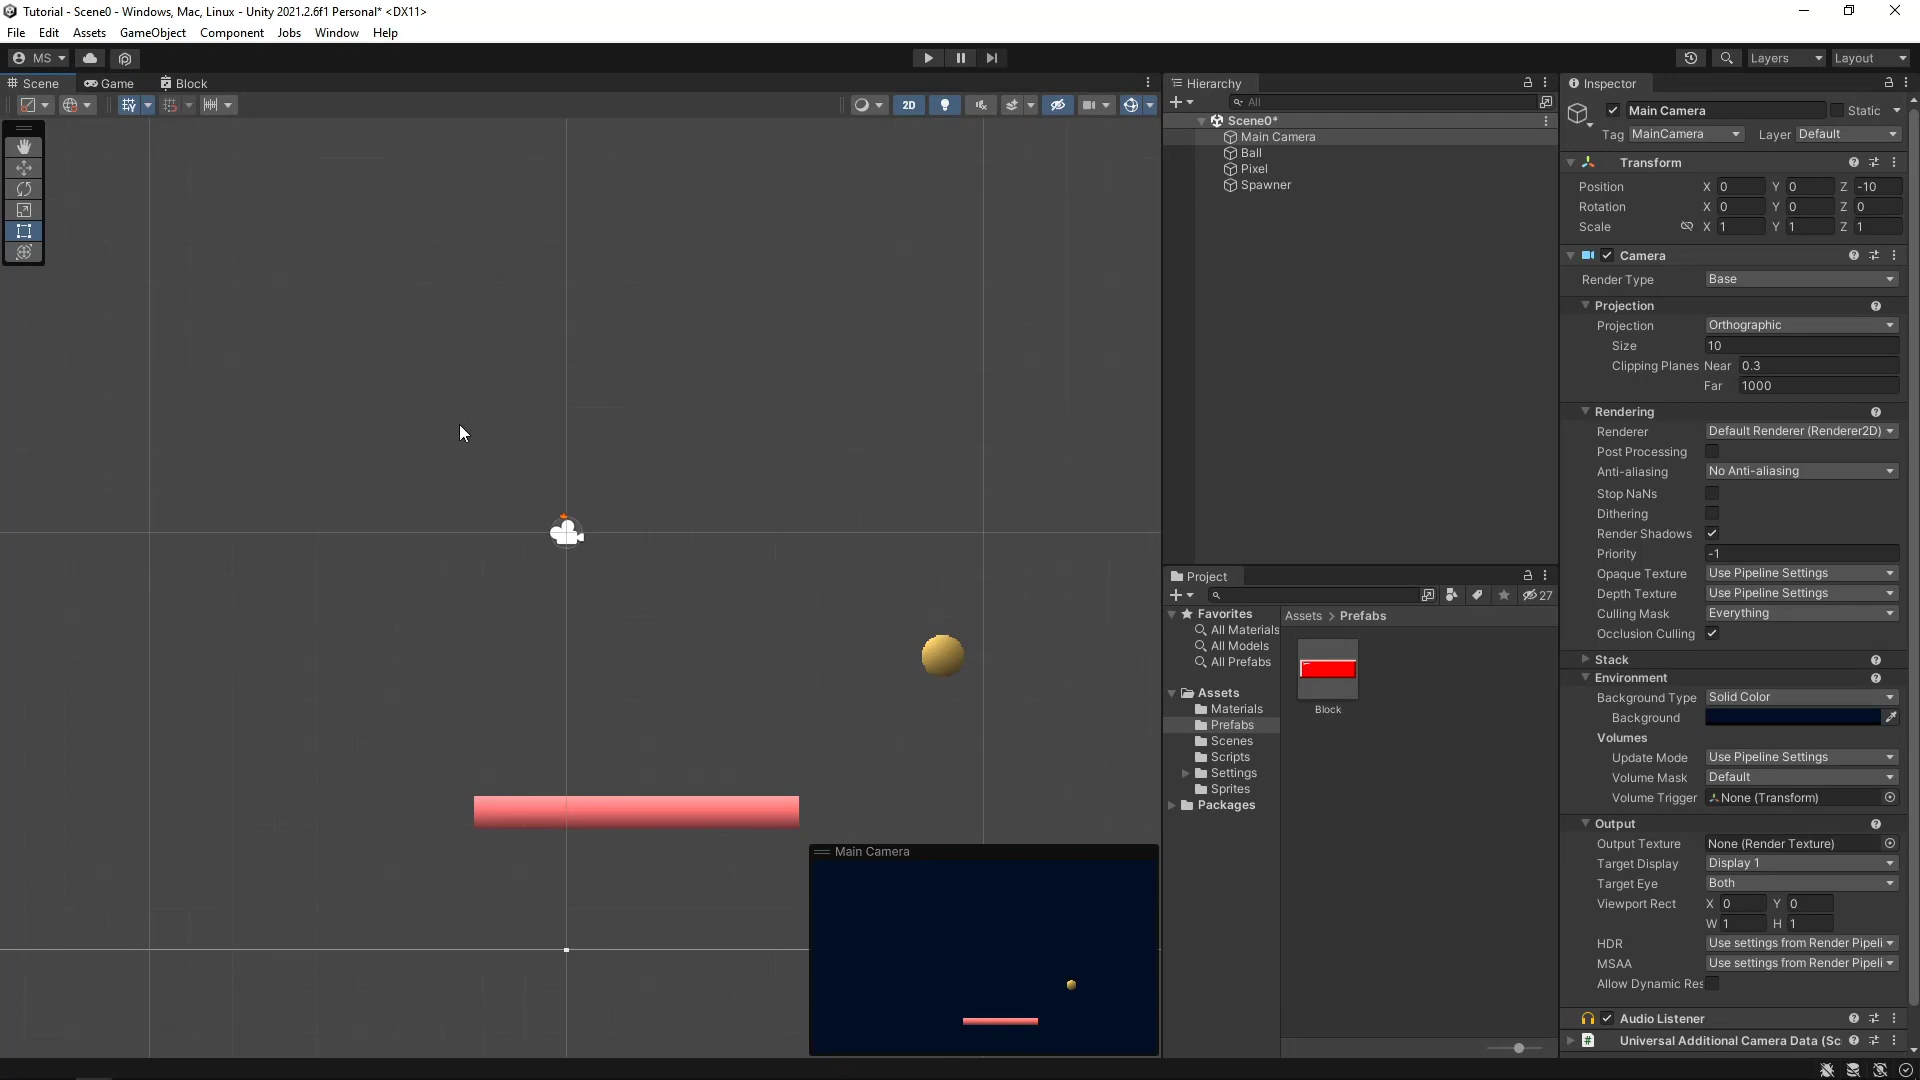 Tutorial - Scene0 - Windows, Mac, Linux - Unity 2021.2.6f1 Personal* <DX11>
File Edit Assets GameObject Component Jobs Window Help
MS Layers Layout
Scene Game Block
2D
Main Camera
Hierarchy
All
Scene0*
Main Camera
Ball
Pixel
Spawner
Project
27
Favorites
All Materials
All Models
All Prefabs
Assets
Materials
Prefabs
Scenes
Scripts
Settings
Sprites
Packages
Assets > Prefabs
Block
Inspector
Main Camera Static
Tag MainCamera Layer Default
Transform
Position X 0 Y 0 Z -10
Rotation X 0 Y 0 Z 0
Scale X 1 Y 1 Z 1
Camera
Render Type Base
Projection
Projection Orthographic
Size 10
Clipping Planes Near 0.3
Far 1000
Rendering
Renderer Default Renderer (Renderer2D)
Post Processing
Anti-aliasing No Anti-aliasing
Stop NaNs
Dithering
Render Shadows
Priority -1
Opaque Texture Use Pipeline Settings
Depth Texture Use Pipeline Settings
Culling Mask Everything
Occlusion Culling
Stack
Environment
Background Type Solid Color
Background
Volumes
Update Mode Use Pipeline Settings
Volume Mask Default
Volume Trigger None (Transform)
Output
Output Texture None (Render Texture)
Target Display Display 1
Target Eye Both
Viewport Rect X 0 Y 0
W 1 H 1
HDR Use settings from Render Pipeli
MSAA Use settings from Render Pipeli
Allow Dynamic Res
Audio Listener
Universal Additional Camera Data (Sc